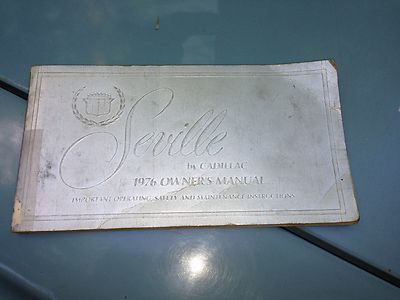 Seville
by CADILLAC
1976 OWNER'S MANUAL
IMPORTANT OPERATING, SAFETY AND MAINTENANCE INSTRUCTIONS